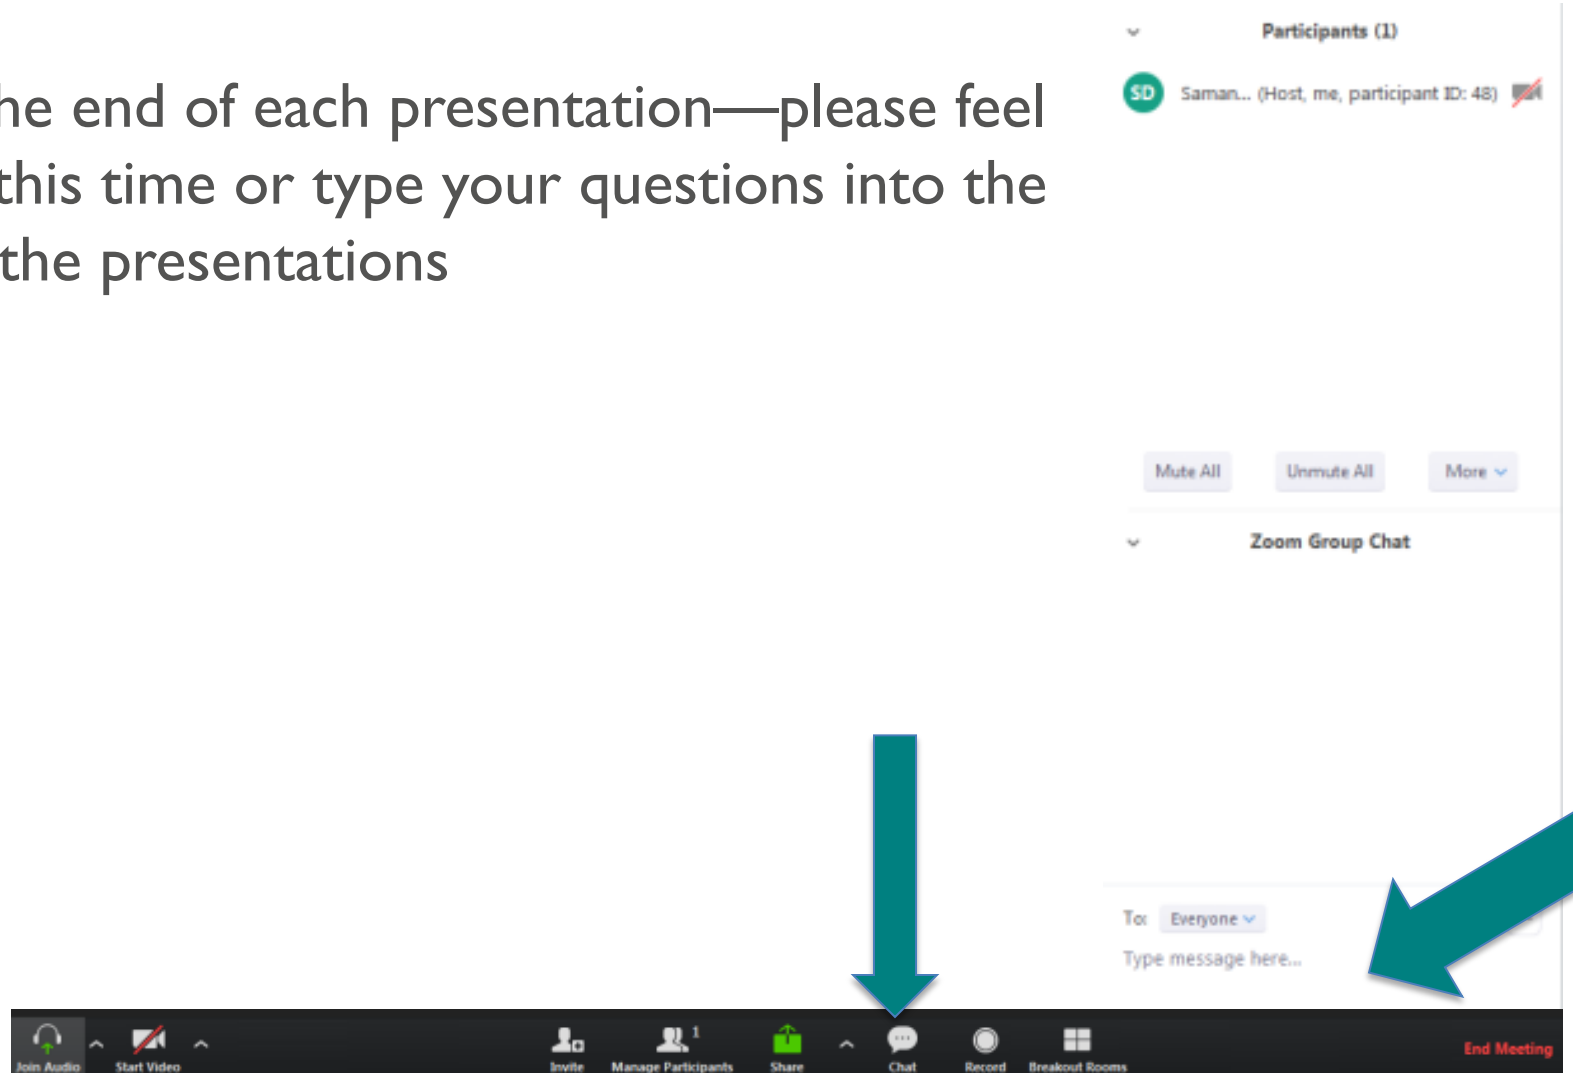 he end of each presentation—please feel
this time or type your questions into the
the presentations
Participants (1)
SD Saman... (Host, me, participant ID: 48)
Mute All Unmute All More
Zoom Group Chat
To: Everyone
Type message here...
Join Audio Start Video Invite Manage Participants 1 Share Chat Record Breakout Rooms End Meeting